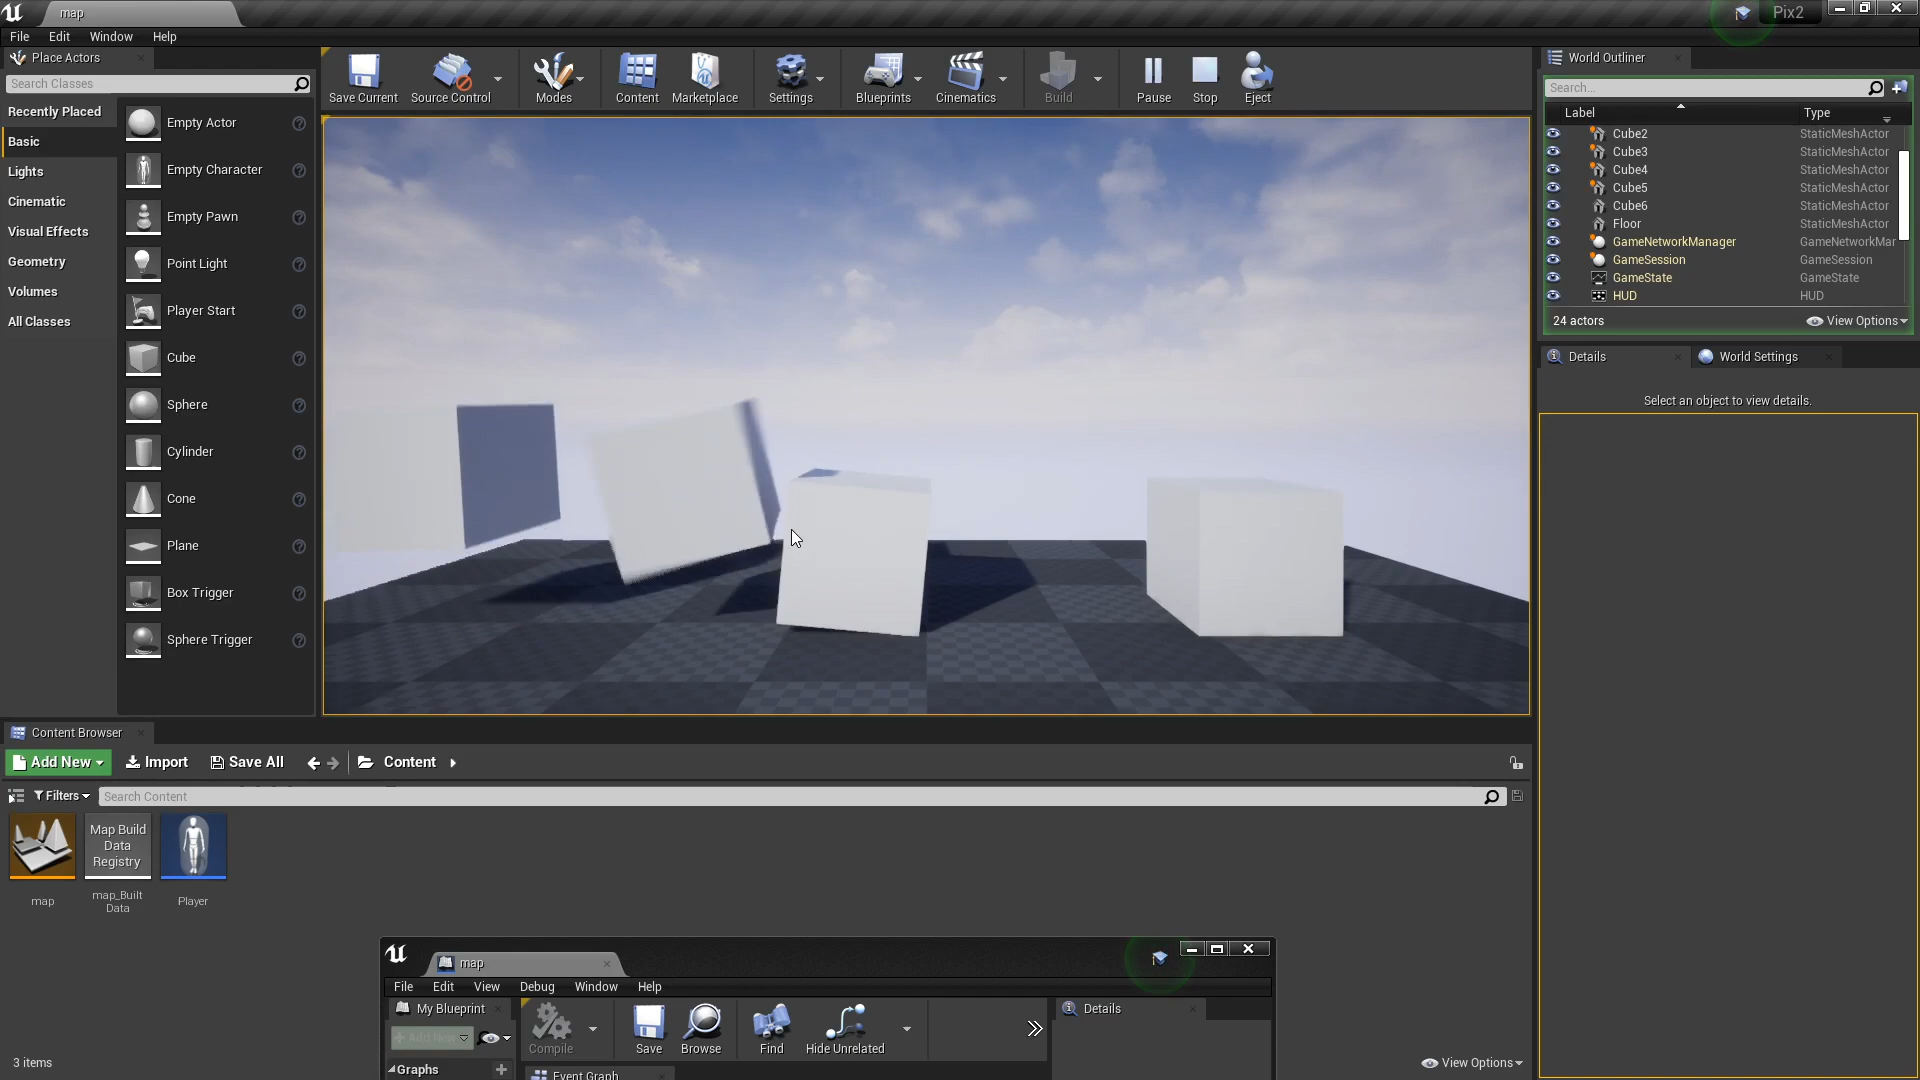 map
Pix2
File Edit Window Help
Place Actors
Search Classes
Recently Placed
Basic
Lights
Cinematic
Visual Effects
Geometry
Volumes
All Classes
Empty Actor
Empty Character
Empty Pawn
Point Light
Player Start
Cube
Sphere
Cylinder
Cone
Plane
Box Trigger
Sphere Trigger
Save Current
Source Control
Modes
Content
Marketplace
Settings
Blueprints
Cinematics
Build
Pause
Stop
Eject
World Outliner
Search...
Label Type
Cube2 StaticMeshActor
Cube3 StaticMeshActor
Cube4 StaticMeshActor
Cube5 StaticMeshActor
Cube6 StaticMeshActor
Floor StaticMeshActor
GameNetworkManager GameNetworkMar
GameSession GameSession
GameState GameState
HUD HUD
24 actors
View Options
Details
World Settings
Select an object to view details.
Content Browser
Add New
Import
Save All
Content
Filters
Search Content
Map Build
Data
Registry
map
map_Built
Data
Player
3 items
View Options
map
File Edit View Debug Window Help
My Blueprint
Add New
Graphs
Compile
Save
Browse
Find
Hide Unrelated
Event Graph
Details